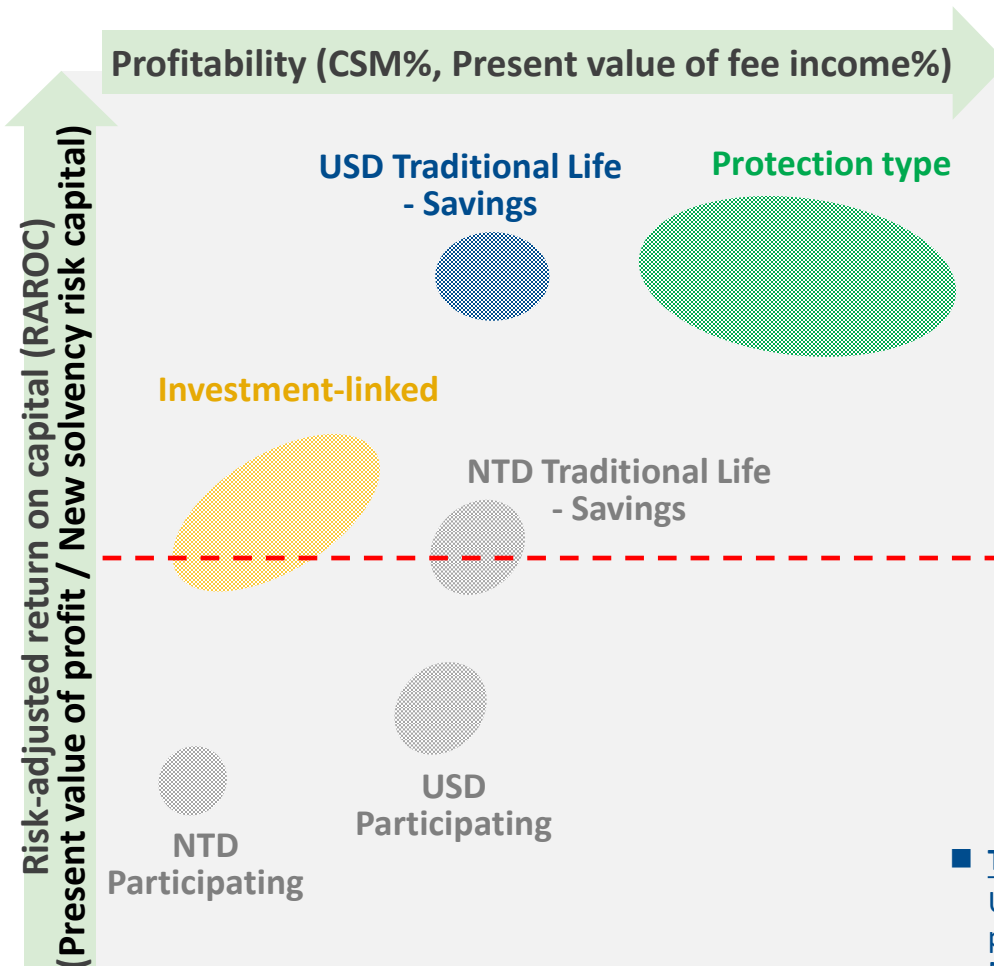 Profitability (CSM%, Present value of fee income%)
Risk-adjusted return on capital (RAROC)
(Present value of profit / New solvency risk capital)
USD Traditional Life
- Savings
Protection type
Investment-linked
NTD Traditional Life
- Savings
USD
Participating
NTD
Participating